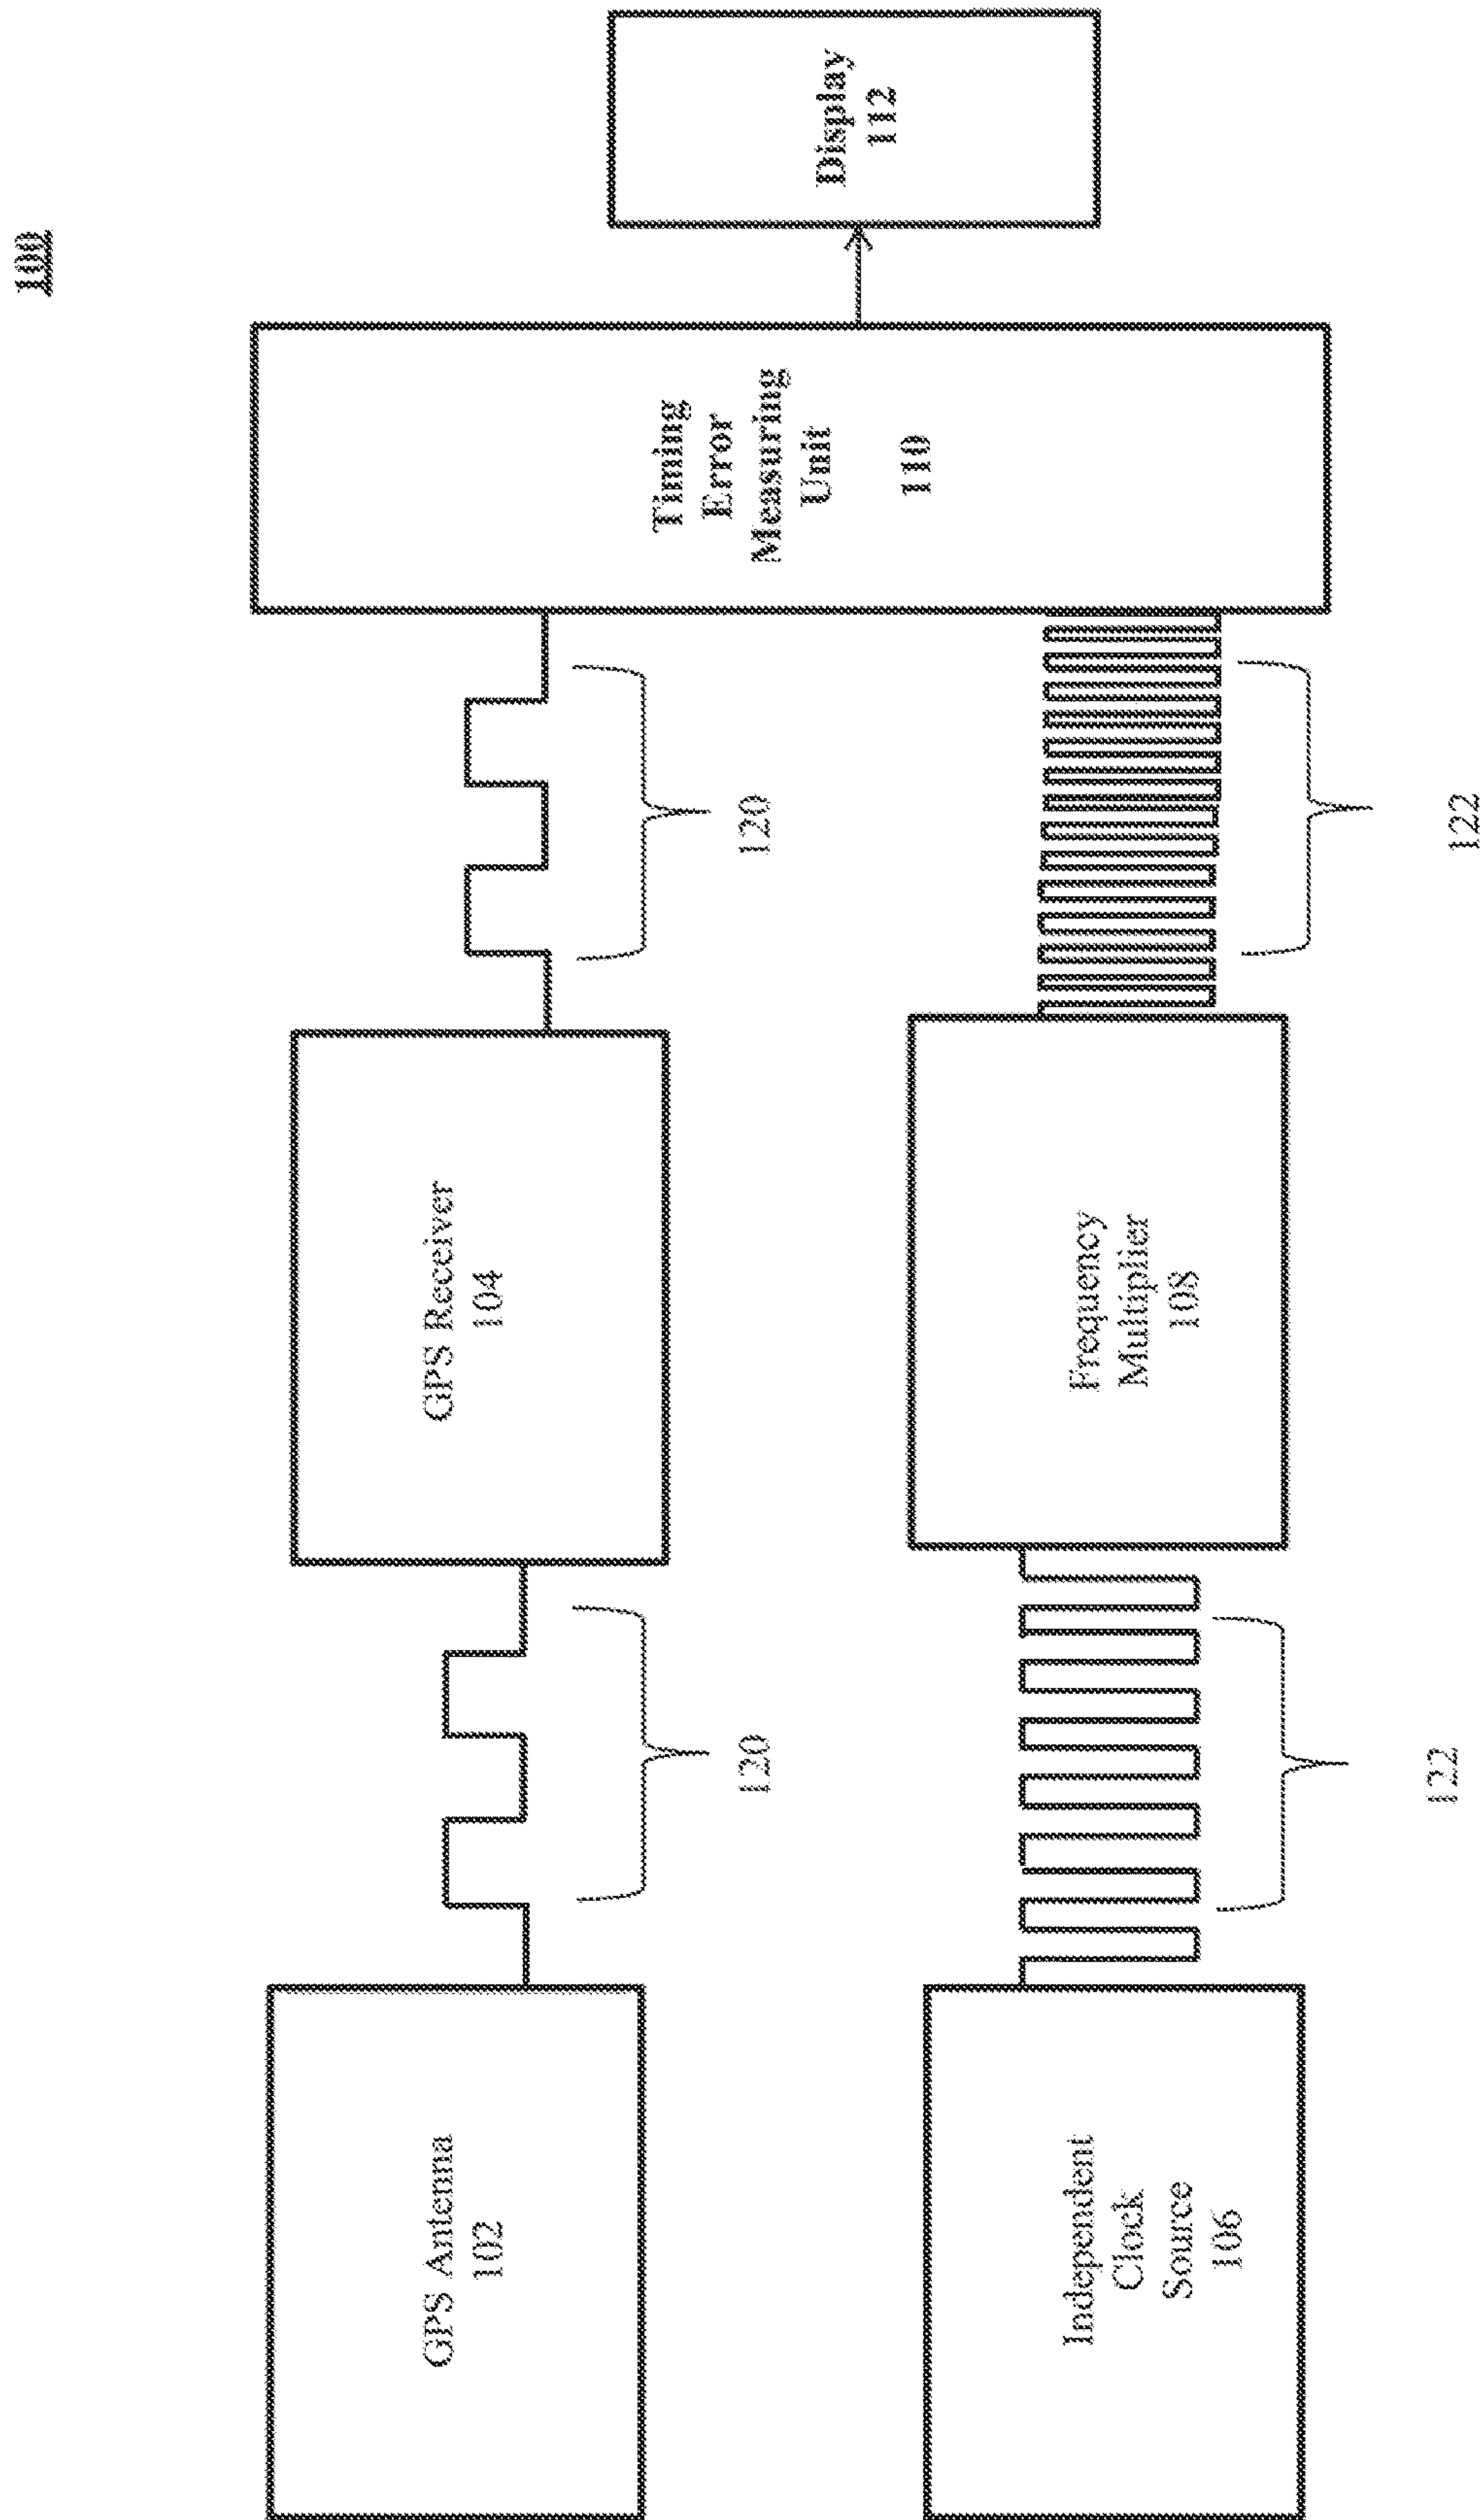 100
GPS Antenna
102
120
GPS Receiver
104
120
Timing
Error
Measuring
Unit
110
Display
112
Independent
Clock
Source
106
122
Frequency
Multiplier
108
122